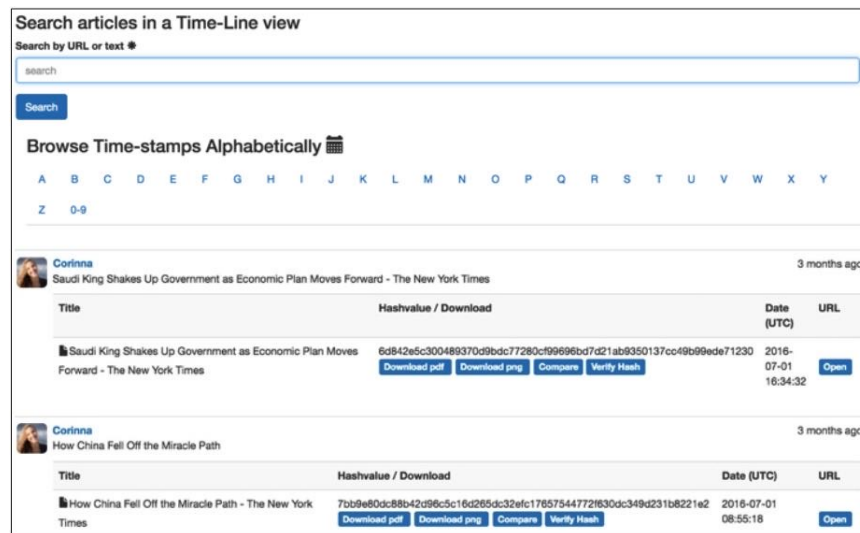 Search articles in a Time-Line view
Search by URL or text
search
Search
Browse Time-stamps Alphabetically
A B C D E F G H I J K L M N O P Q R S T U V W X Y
Z 0-9
Corinna 3 months ago
Saudi King Shakes Up Government as Economic Plan Moves Forward - The New York Times
Title Hashvalue / Download Date (UTC) URL
Saudi King Shakes Up Government as Economic Plan Moves Forward - The New York Times
6d842e5c300489370d9bdc77280cf99696bd7d21ab9350137cc49b99ede71230
Download pdf Download png Compare Verify Hash
2016-07-01 16:34:32
Open
Corinna 3 months ago
How China Fell Off the Miracle Path
Title Hashvalue / Download Date (UTC) URL
How China Fell Off the Miracle Path - The New York Times
7bb9e80dc88b42d96c5c16d265dc32efc17657544772f630dc349d231b8221e2
Download pdf Download png Compare Verify Hash
2016-07-01 08:55:18
Open